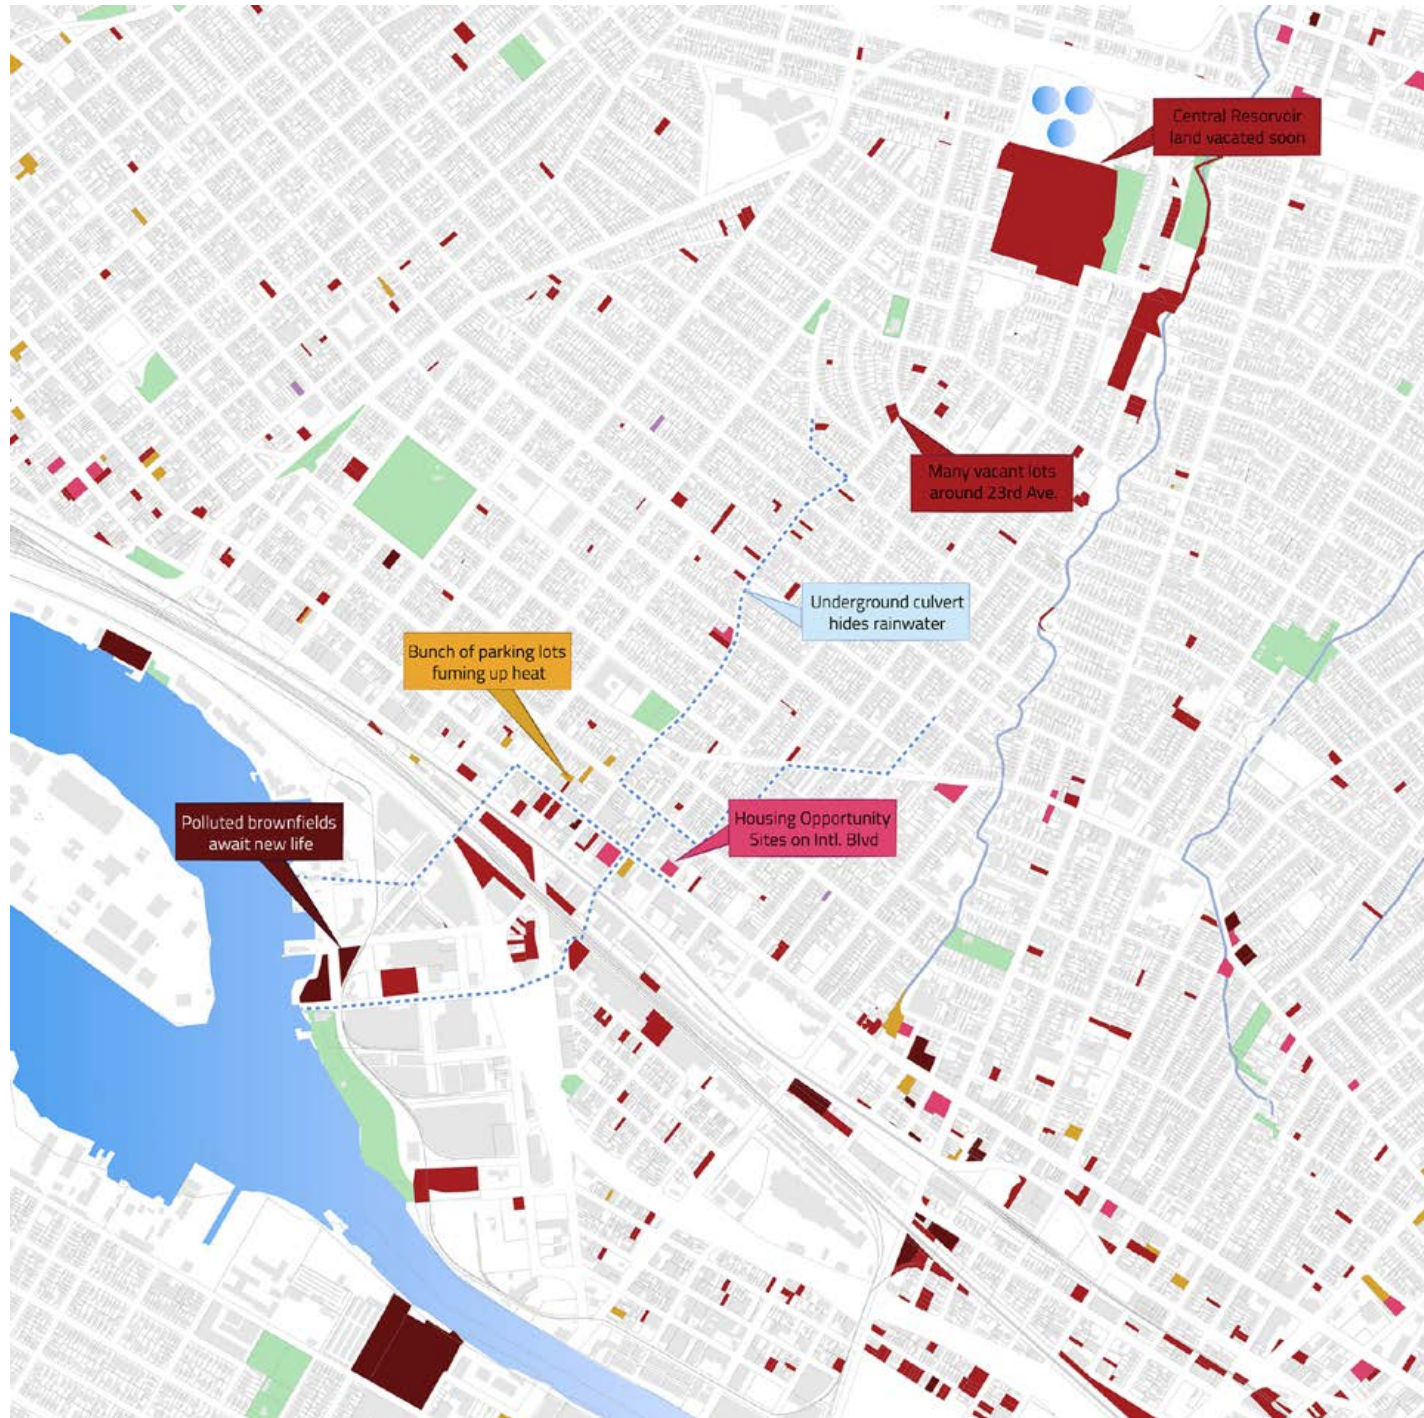 Central Reservoir
land vacated soon
Many vacant lots
around 23rd Ave.
Underground culvert
hides rainwater
Bunch of parking lots
fuming up heat
Polluted brownfields
await new life
Housing Opportunity
Sites on Intl. Blvd